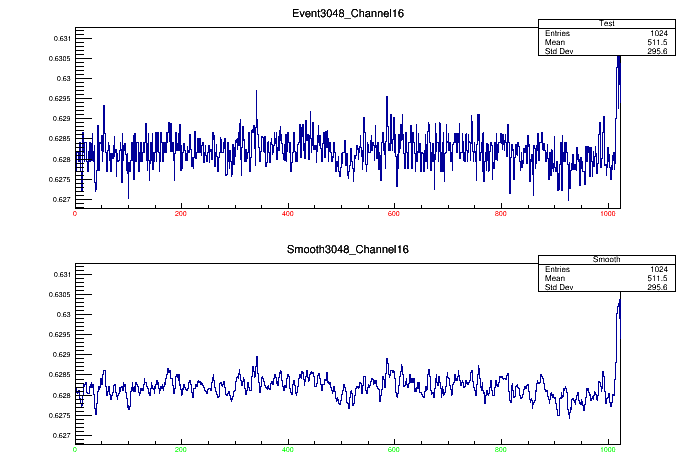 Event3048_Channel16
Test
Entries 1024
Mean 511.5
Std Dev 295.6
0.631
0.6305
0.63
0.6295
0.629
0.6285
0.628
0.6275
0.627
0 200 400 600 800 1000
Smooth3048_Channel16
Smooth
Entries 1024
Mean 511.5
Std Dev 295.6
0.631
0.6305
0.63
0.6295
0.629
0.6285
0.628
0.6275
0.627
0 200 400 600 800 1000